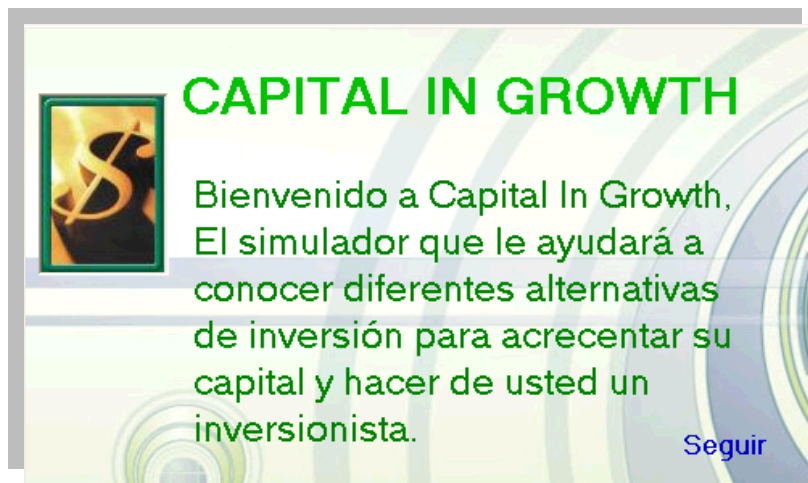 CAPITAL IN GROWTH
Bienvenido a Capital In Growth,
El simulador que le ayudará a
conocer diferentes alternativas
de inversión para acrecentar su
capital y hacer de usted un
inversionista.
Seguir